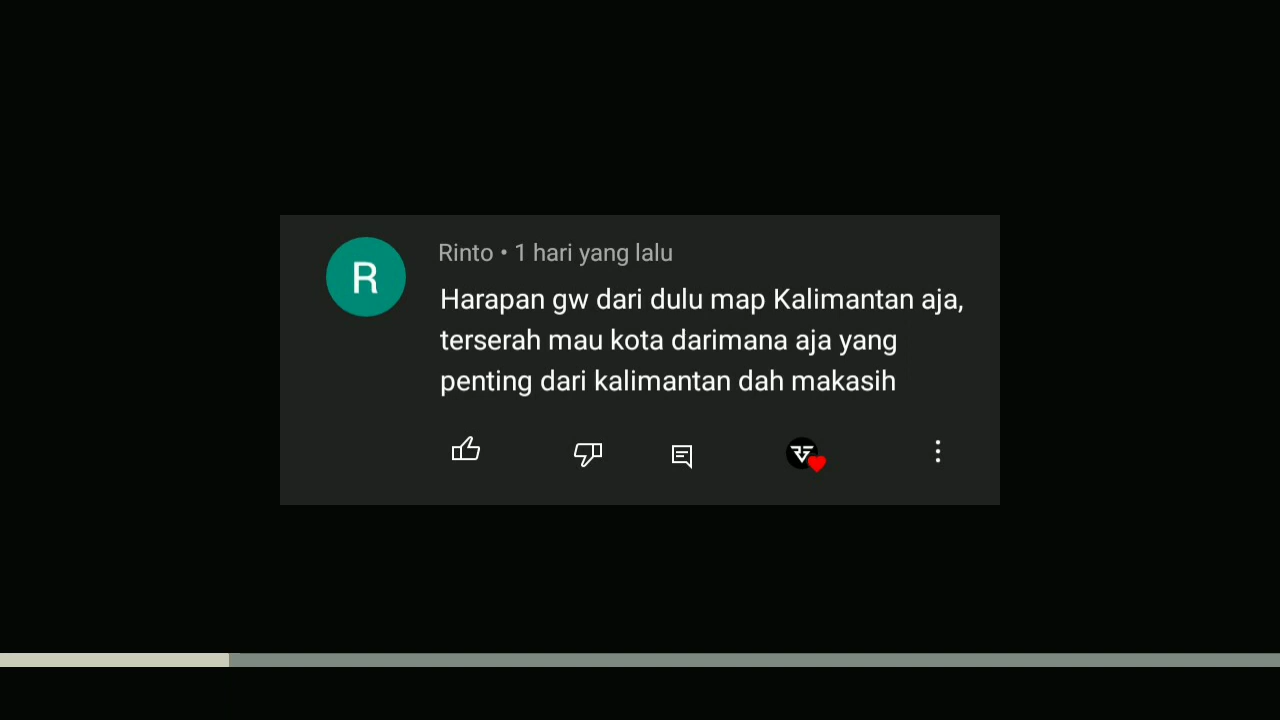 R
Rinto • 1 hari yang lalu
Harapan gw dari dulu map Kalimantan aja,
terserah mau kota darimana aja yang
penting dari kalimantan dah makasih